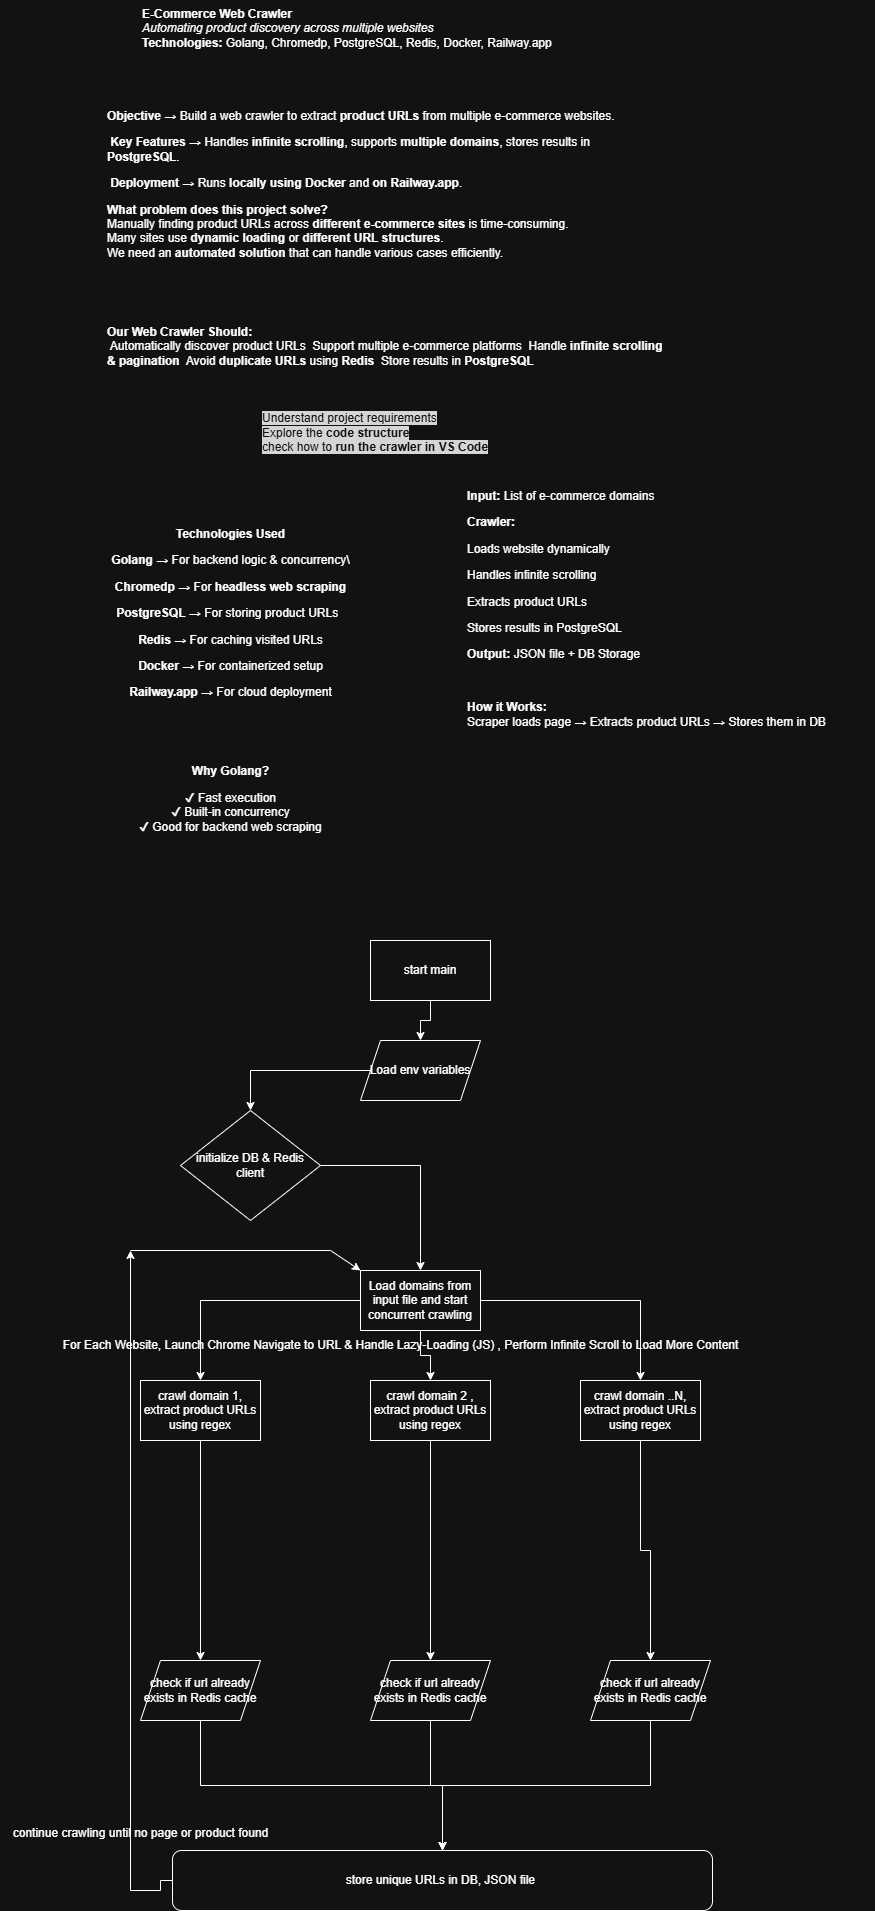 E-Commerce Web Crawler
Automating product discovery across multiple websites
Technologies: Golang, Chromedp, PostgreSQL, Redis, Docker, Railway.app
Objective → Build a web crawler to extract product URLs from multiple e-commerce websites.
Key Features → Handles infinite scrolling, supports multiple domains, stores results in
PostgreSQL.
Deployment → Runs locally using Docker and on Railway.app.
What problem does this project solve?
Manually finding product URLs across different e-commerce sites is time-consuming.
Many sites use dynamic loading or different URL structures.
We need an automated solution that can handle various cases efficiently.
Our Web Crawler Should:
Automatically discover product URLs  Support multiple e-commerce platforms  Handle infinite scrolling
& pagination  Avoid duplicate URLs using Redis  Store results in PostgreSQL
Understand project requirements
Explore the code structure
check how to run the crawler in VS Code
Technologies Used
Golang → For backend logic & concurrency\
Chromedp → For headless web scraping
PostgreSQL → For storing product URLs
Redis → For caching visited URLs
Docker → For containerized setup
Railway.app → For cloud deployment
Why Golang?
✔ Fast execution
✔ Built-in concurrency
✔ Good for backend web scraping
Input: List of e-commerce domains
Crawler:
Loads website dynamically
Handles infinite scrolling
Extracts product URLs
Stores results in PostgreSQL
Output: JSON file + DB Storage
How it Works:
Scraper loads page → Extracts product URLs → Stores them in DB
start main
Load env variables
initialize DB & Redis
client
Load domains from
input file and start
concurrent crawling
For Each Website, Launch Chrome Navigate to URL & Handle Lazy-Loading (JS) , Perform Infinite Scroll to Load More Content
crawl domain 1,
extract product URLs
using regex
crawl domain 2 ,
extract product URLs
using regex
crawl domain ..N,
extract product URLs
using regex
check if url already
exists in Redis cache
check if url already
exists in Redis cache
check if url already
exists in Redis cache
continue crawling until no page or product found
store unique URLs in DB, JSON file